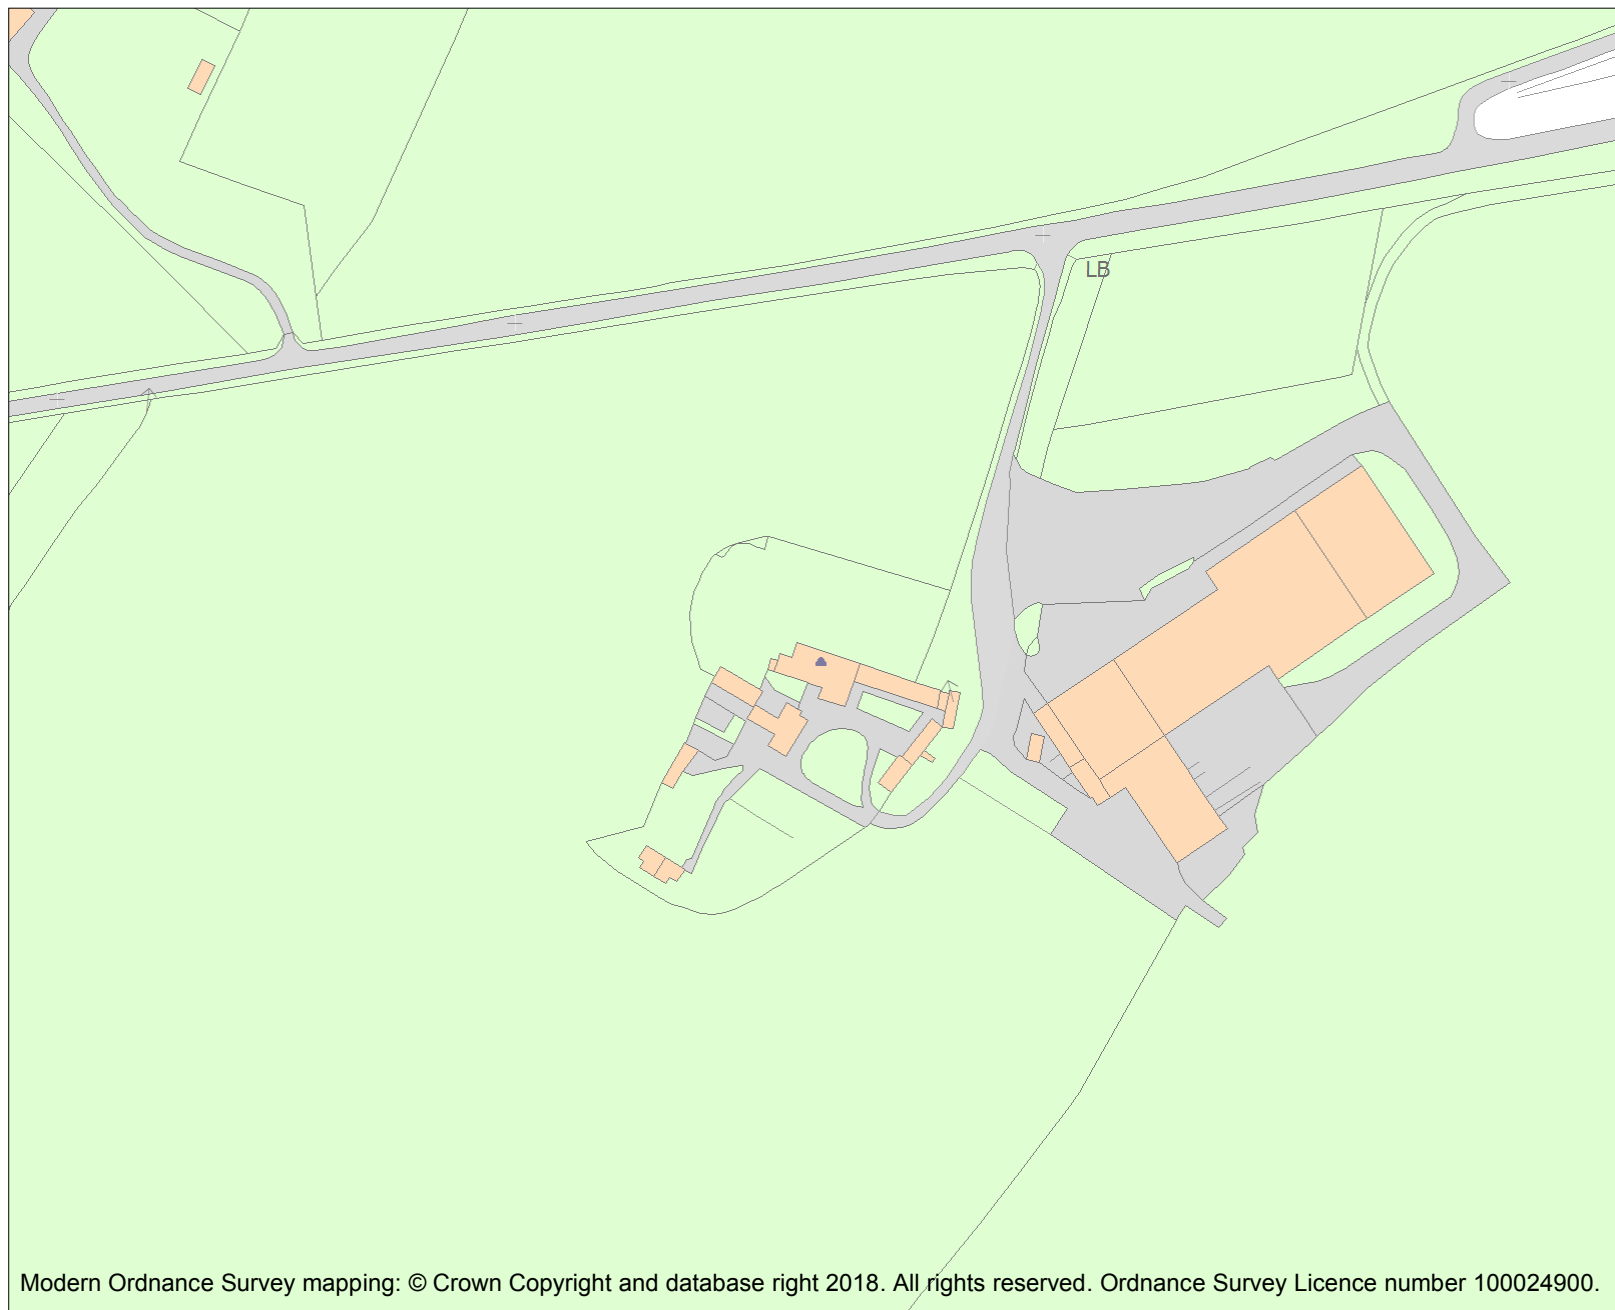 LB
Modern Ordnance Survey mapping: © Crown Copyright and database right 2018. All rights reserved. Ordnance Survey Licence number 100024900.